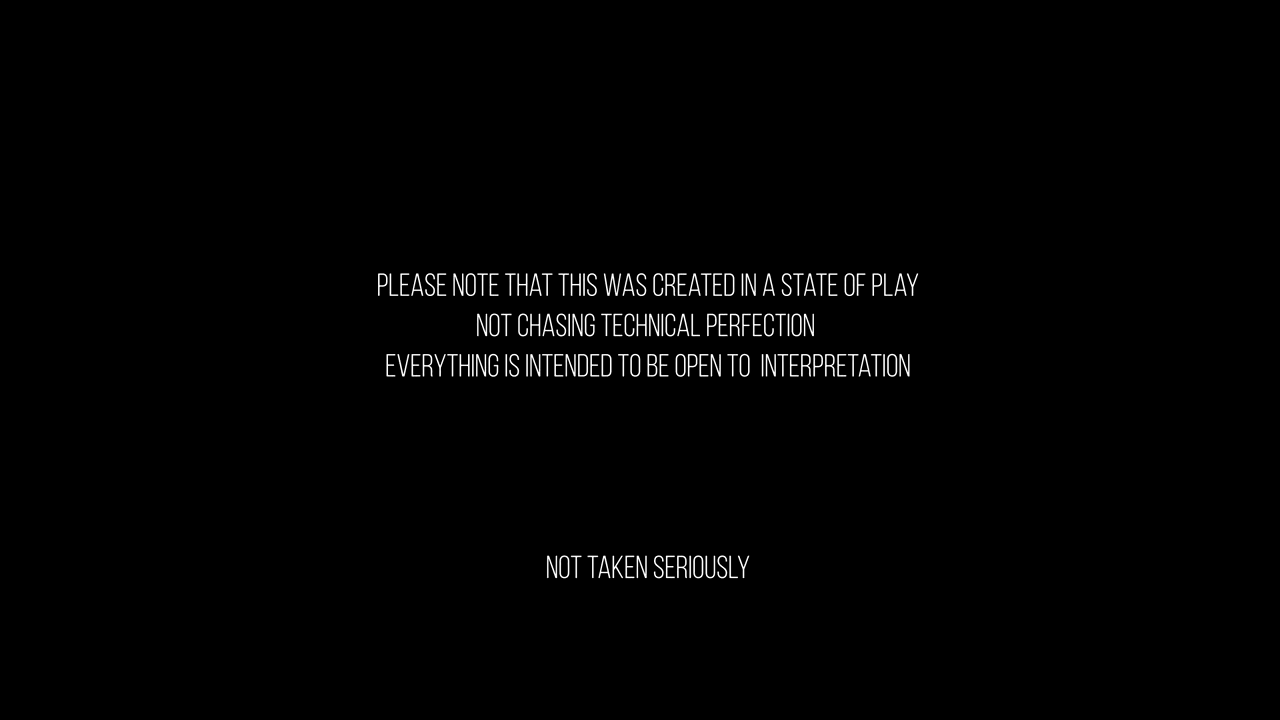 PLEASE NOTE THAT THIS WAS CREATED IN A STATE OF PLAY
NOT CHASING TECHNICAL PERFECTION
EVERYTHING IS INTENDED TO BE OPEN TO  INTERPRETATION
NOT TAKEN SERIOUSLY